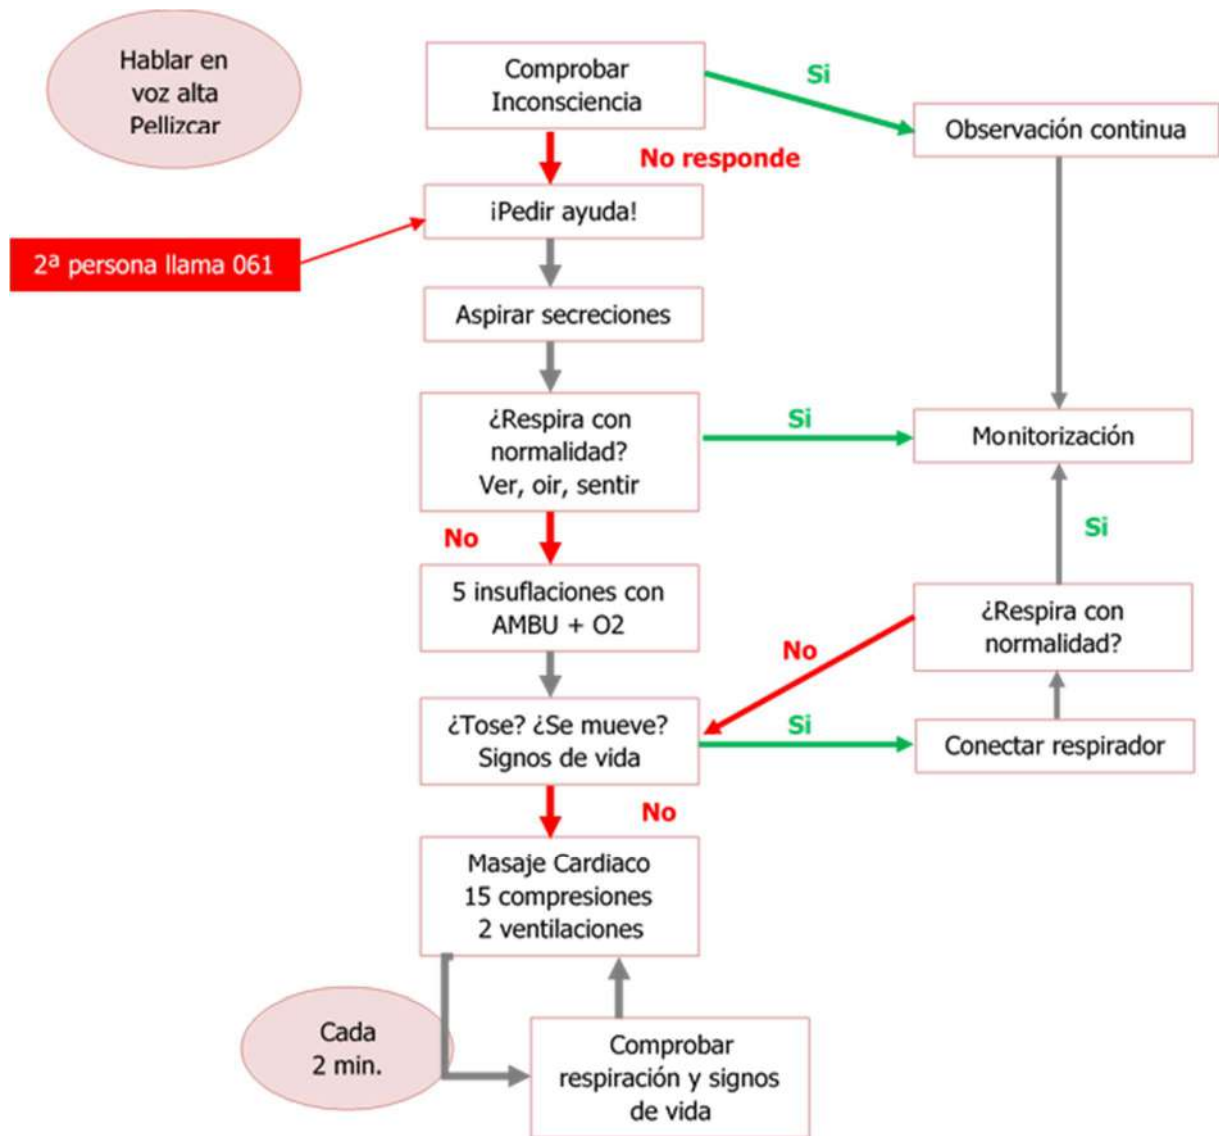 Hablar en
voz alta
Pellizcar
Comprobar
Inconsciencia
Si
Observación continua
No responde
¡Pedir ayuda!
2ª persona llama 061
Aspirar secreciones
¿Respira con
normalidad?
Ver, oir, sentir
Si
Monitorización
No
Si
5 insuflaciones con
AMBU + O2
¿Respira con
normalidad?
No
¿Tose? ¿Se mueve?
Signos de vida
Si
Conectar respirador
No
Masaje Cardiaco
15 compresiones
2 ventilaciones
Cada
2 min.
Comprobar
respiración y signos
de vida